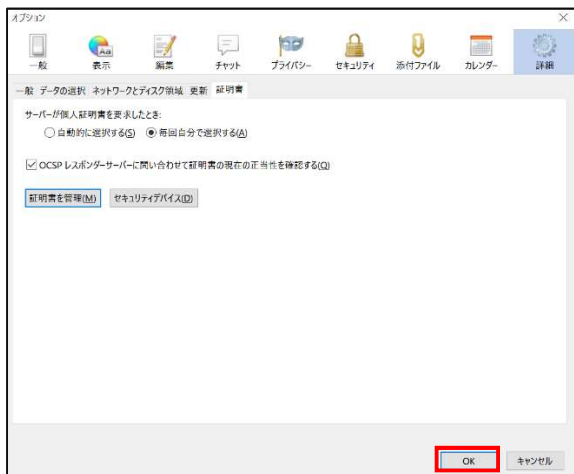 オプション
一般 表示 編集 チャット プライバシー セキュリティ 添付ファイル カレンダー 詳細
一般 データの選択 ネットワークとディスク領域 更新 証明書
サーバーが個人証明書を要求したとき:
自動的に選択する(S) 毎回自分で選択する(A)
OCSP レスポンダーサーバーに問い合わせて証明書の現在の正当性を確認する(Q)
証明書を管理(M) セキュリティデバイス(D)
OK キャンセル